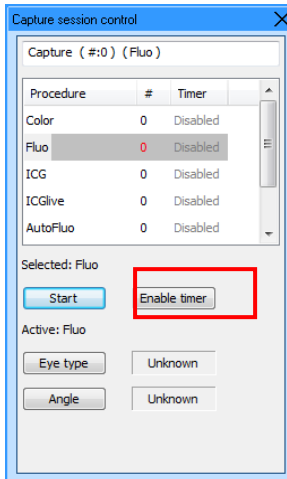 Capture session control
Capture ( #:0 ) ( Fluo )
Procedure # Timer
Color 0 Disabled
Fluo 0 Disabled
ICG 0 Disabled
ICGlive 0 Disabled
AutoFluo 0 Disabled
Selected: Fluo
Start Enable timer
Active: Fluo
Eye type Unknown
Angle Unknown